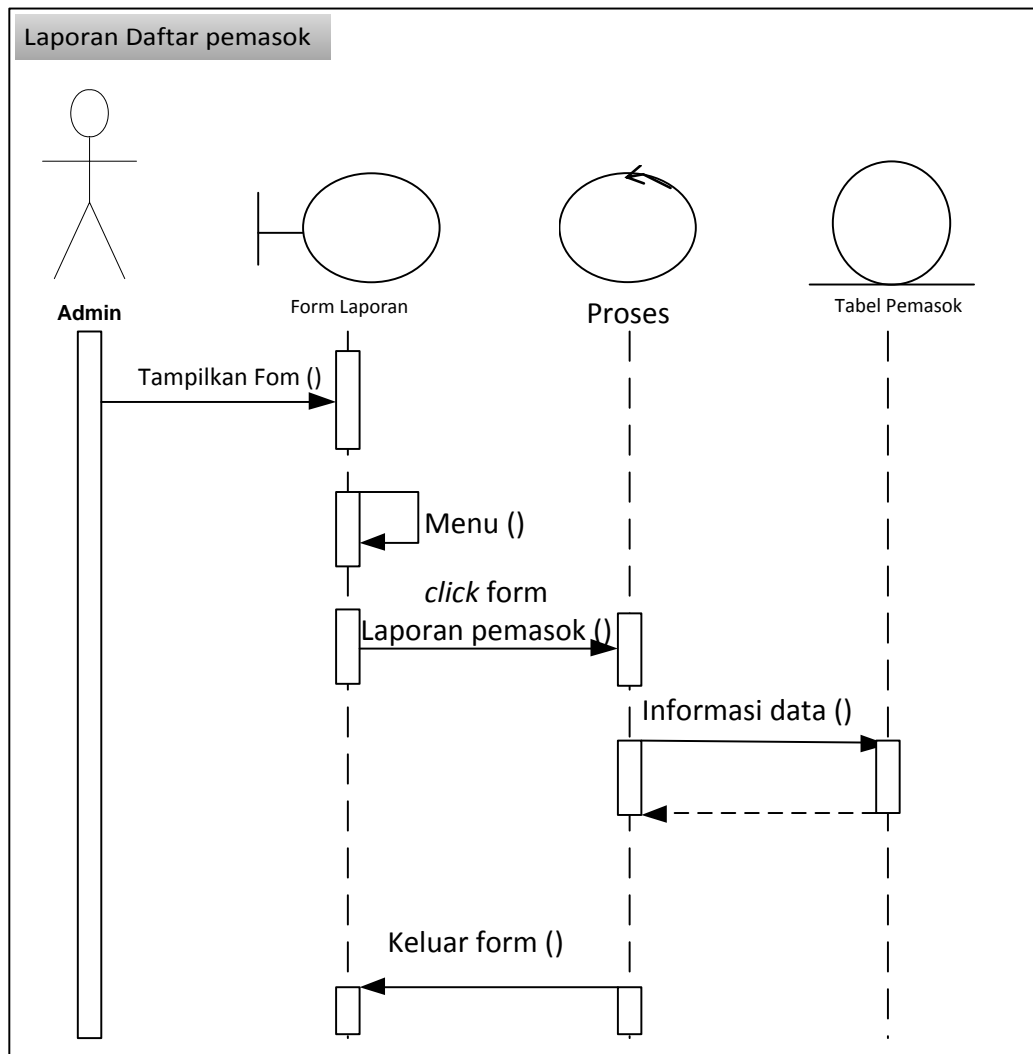 Laporan Daftar pemasok
Admin
Form Laporan
Proses
Tabel Pemasok
Tampilkan Fom ()
Menu ()
click form
Laporan pemasok ()
Informasi data ()
Keluar form ()